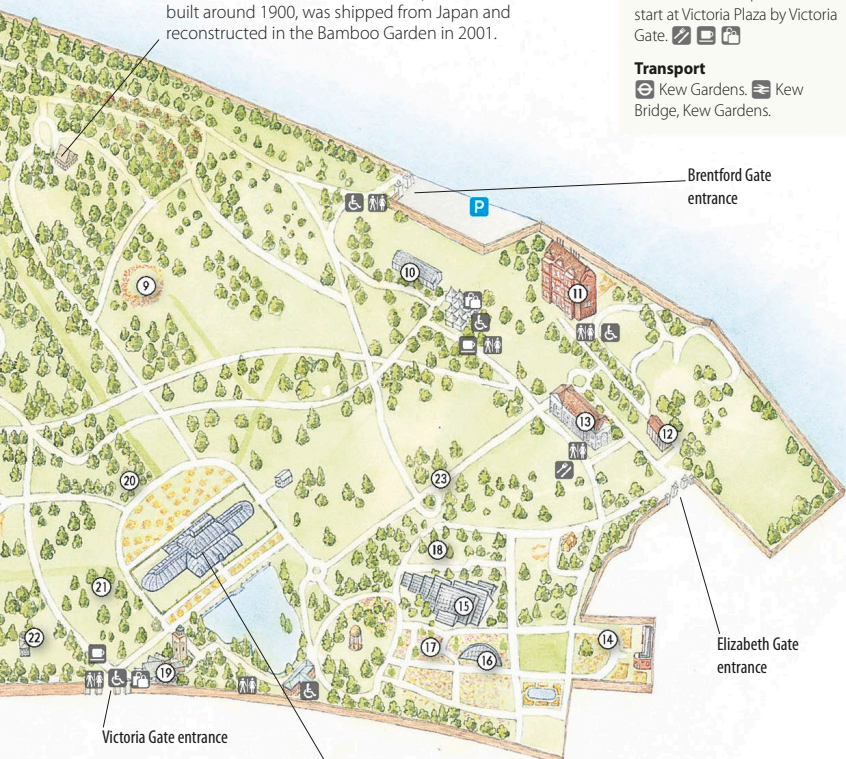 built around 1900, was shipped from Japan and
reconstructed in the Bamboo Garden in 2001.
start at Victoria Plaza by Victoria
Gate.
Transport
Kew Gardens. Kew
Bridge, Kew Gardens.
Brentford Gate
entrance
P
10
11
9
13
12
20
23
18
21
15
22
17
16
14
19
Elizabeth Gate
entrance
Victoria Gate entrance